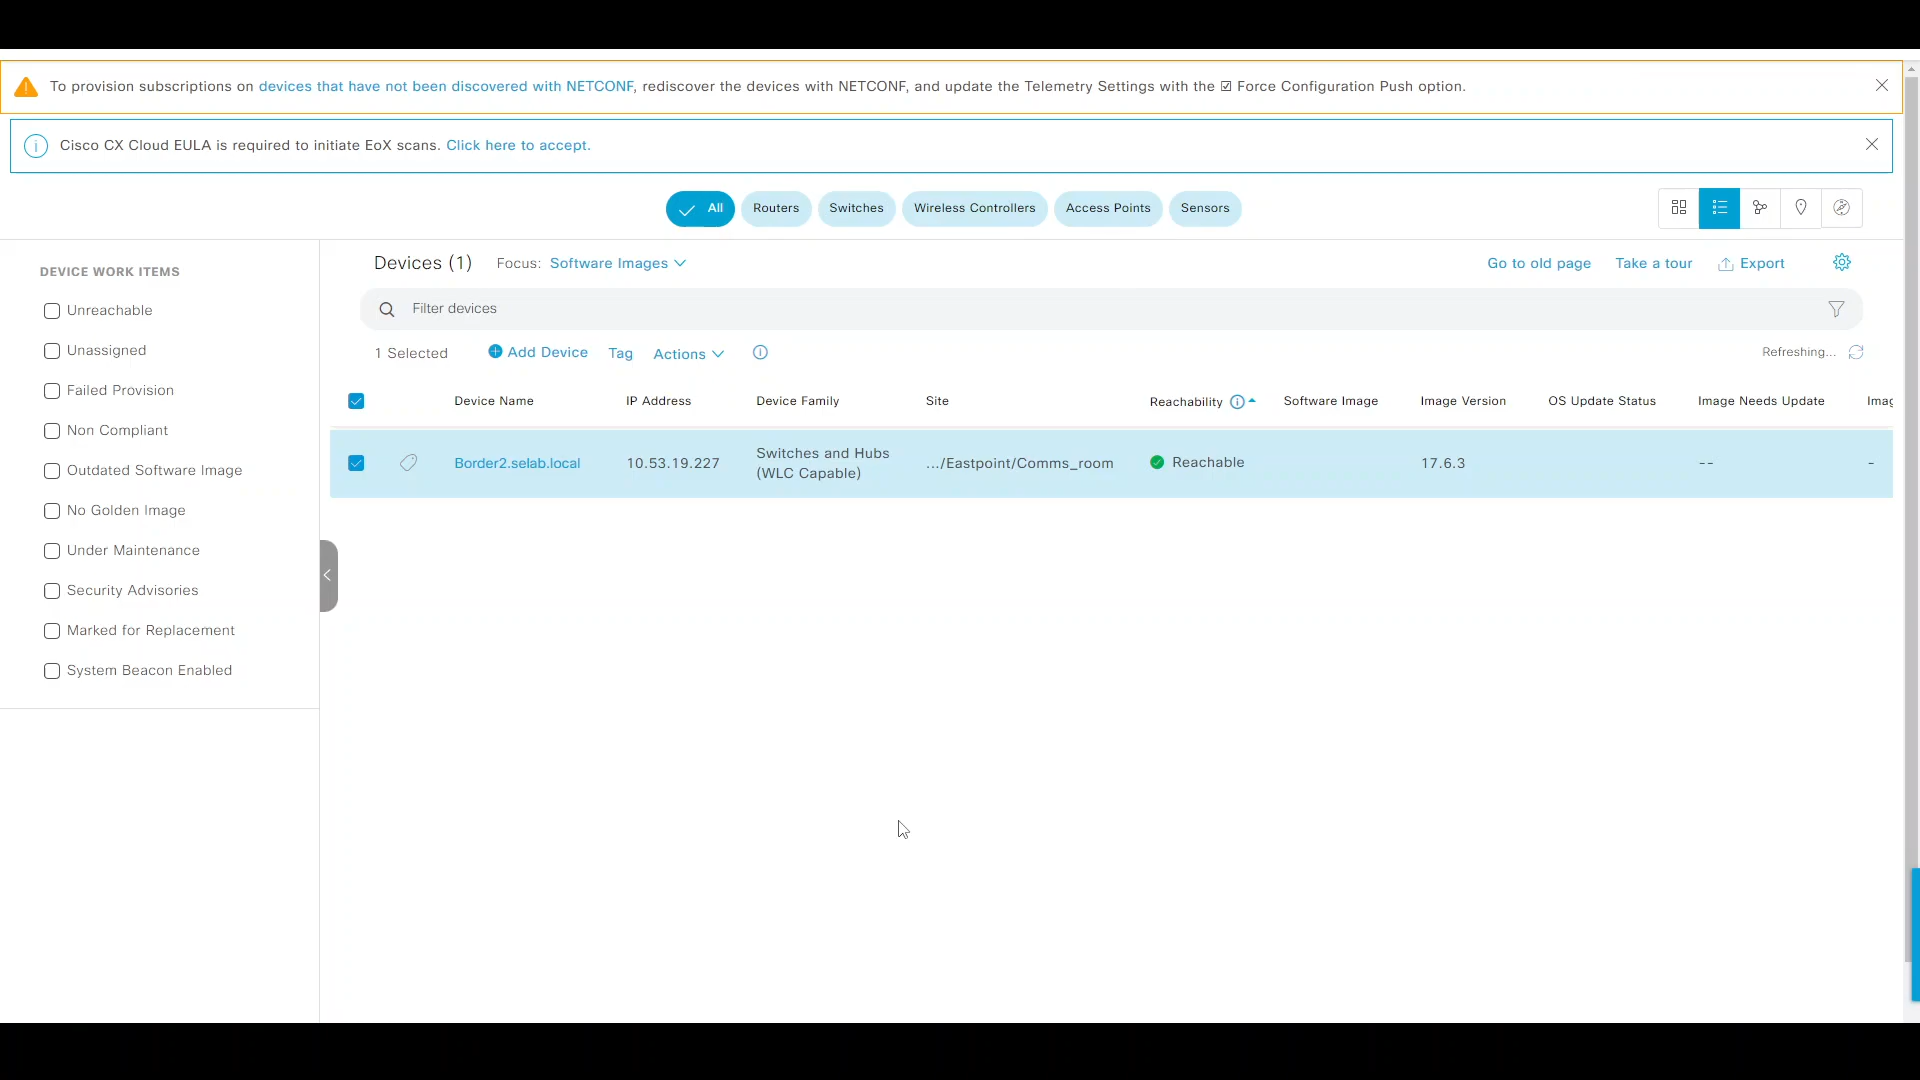 To provision subscriptions on devices that have not been discovered with NETCONF, rediscover the devices with NETCONF, and update the Telemetry Settings with the ☑ Force Configuration Push option.
Cisco CX Cloud EULA is required to initiate EoX scans. Click here to accept.
All Routers Switches Wireless Controllers Access Points Sensors
DEVICE WORK ITEMS
Unreachable
Unassigned
Failed Provision
Non Compliant
Outdated Software Image
No Golden Image
Under Maintenance
Security Advisories
Marked for Replacement
System Beacon Enabled
Devices (1) Focus: Software Images Go to old page Take a tour Export
Filter devices
1 Selected Add Device Tag Actions Refreshing...
Device Name IP Address Device Family Site Reachability Software Image Image Version OS Update Status Image Needs Update Imag
Border2.selab.local 10.53.19.227 Switches and Hubs (WLC Capable) .../Eastpoint/Comms_room Reachable 17.6.3 -- -